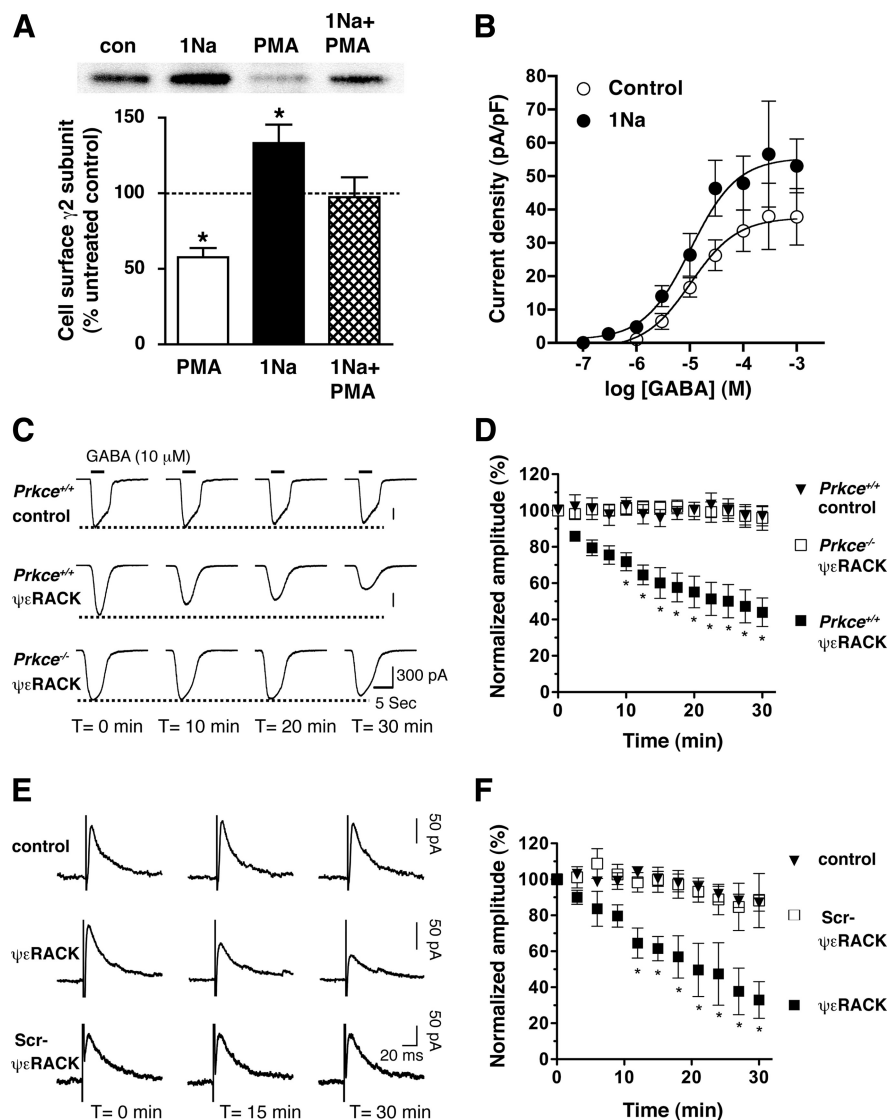 A
con 1Na PMA 1Na+ PMA
Cell surface γ2 subunit
(% untreated control)
150
100
50
0
*
*
PMA 1Na 1Na+ PMA
B
Current density (pA/pF)
80
70
60
50
40
30
20
10
0
Control
1Na
-7 -6 -5 -4 -3
log [GABA] (M)
C
GABA (10 μM)
Prkce+/+
control
Prkce+/+
ψεRACK
Prkce-/-
ψεRACK
300 pA
5 Sec
T= 0 min T= 10 min T= 20 min T= 30 min
D
Normalized amplitude (%)
120
100
80
60
40
20
0
* * * * * * * * *
0 10 20 30
Time (min)
Prkce+/+
control
Prkce-/-
ψεRACK
Prkce+/+
ψεRACK
E
control
50 pA
ψεRACK
50 pA
Scr-
ψεRACK
50 pA
20 ms
T= 0 min T= 15 min T= 30 min
F
Normalized amplitude (%)
120
100
80
60
40
20
0
* * * * * * *
0 10 20 30
Time (min)
control
Scr-
ψεRACK
ψεRACK